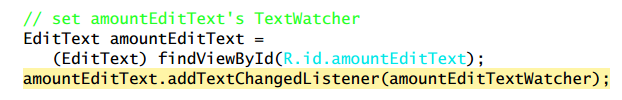 // set amountEditText's TextWatcher
EditText amountEditText =
(EditText) findViewById(R.id.amountEditText);
amountEditText.addTextChangedListener(amountEditTextWatcher);